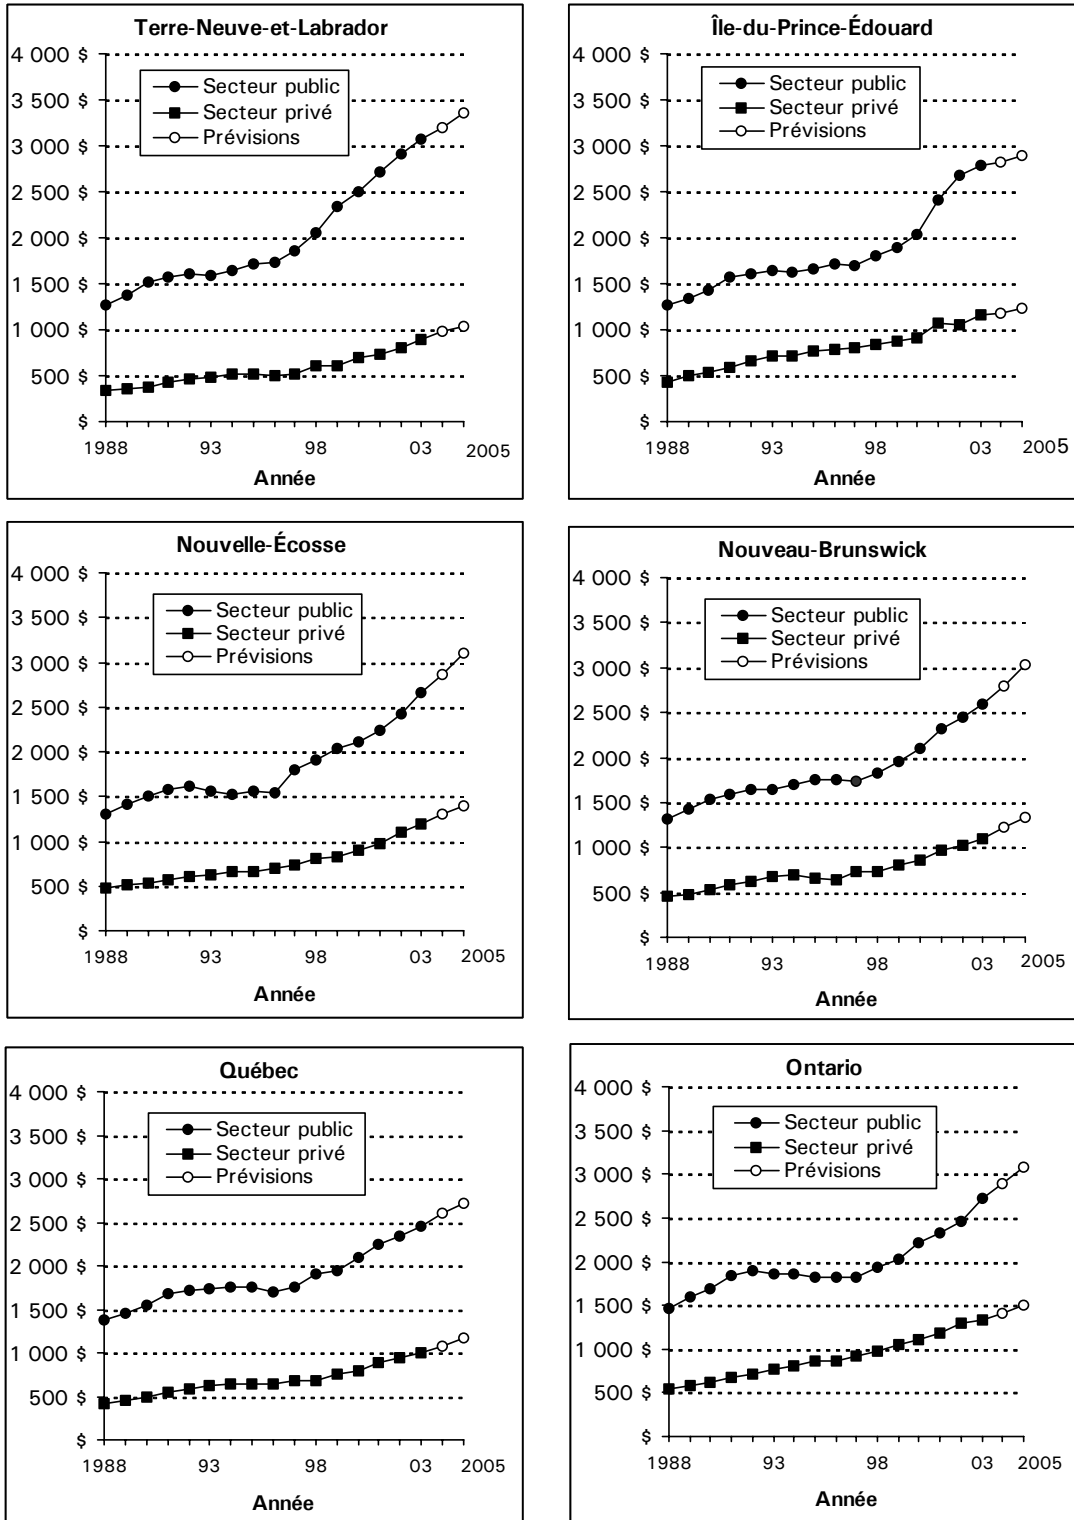 Terre-Neuve-et-Labrador
4 000 $
3 500 $
3 000 $
2 500 $
2 000 $
1 500 $
1 000 $
500 $
$
Secteur public
Secteur privé
Prévisions
1988 93 98 03 2005
Année
Île-du-Prince-Édouard
4 000 $
3 500 $
3 000 $
2 500 $
2 000 $
1 500 $
1 000 $
500 $
$
Secteur public
Secteur privé
Prévisions
1988 93 98 03 2005
Année
Nouvelle-Écosse
4 000 $
3 500 $
3 000 $
2 500 $
2 000 $
1 500 $
1 000 $
500 $
$
Secteur public
Secteur privé
Prévisions
1988 93 98 03 2005
Année
Nouveau-Brunswick
4 000 $
3 500 $
3 000 $
2 500 $
2 000 $
1 500 $
1 000 $
500 $
$
Secteur public
Secteur privé
Prévisions
1988 93 98 03 2005
Année
Québec
4 000 $
3 500 $
3 000 $
2 500 $
2 000 $
1 500 $
1 000 $
500 $
$
Secteur public
Secteur privé
Prévisions
1988 93 98 03 2005
Année
Ontario
4 000 $
3 500 $
3 000 $
2 500 $
2 000 $
1 500 $
1 000 $
500 $
$
Secteur public
Secteur privé
Prévisions
1988 93 98 03 2005
Année